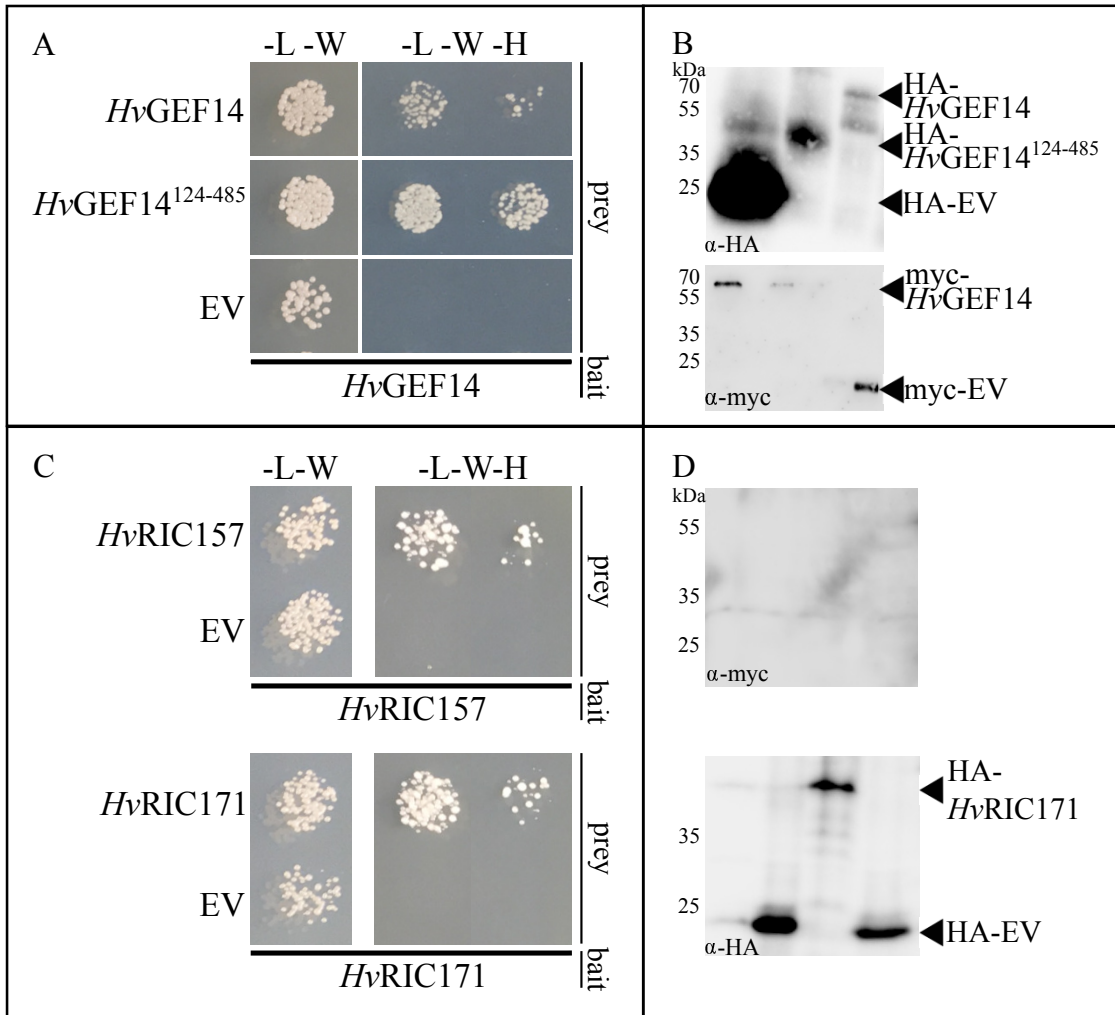 A
-L -W
-L -W -H
HvGEF14
HvGEF14124-485
EV
prey
bait
HvGEF14
B
kDa
70
55
35
25
α-HA
HA-
HvGEF14
HA-
HvGEF14124-485
HA-EV
70
55
35
25
α-myc
myc-
HvGEF14
myc-EV
C
-L-W
-L-W-H
HvRIC157
EV
prey
bait
HvRIC157
HvRIC171
EV
prey
bait
HvRIC171
D
kDa
55
35
25
α-myc
35
25
α-HA
HA-
HvRIC171
HA-EV